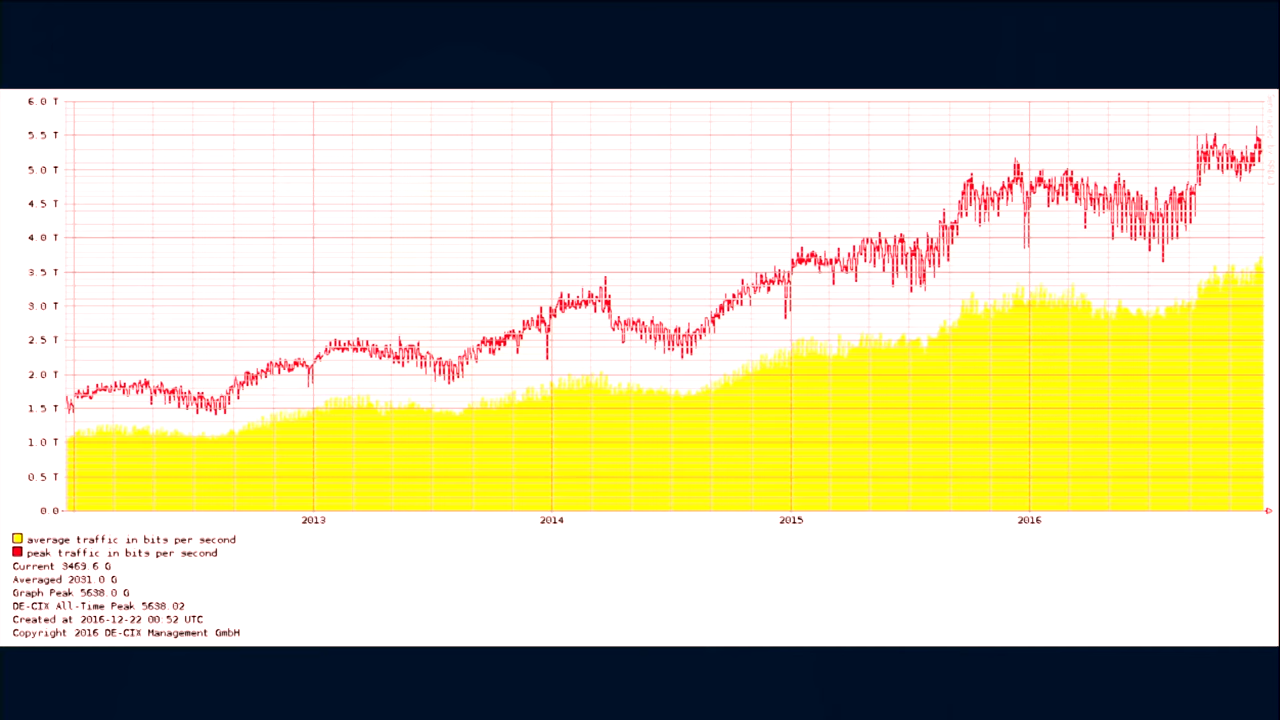 6.0 T
5.5 T
5.0 T
4.5 T
4.0 T
3.5 T
3.0 T
2.5 T
2.0 T
1.5 T
1.0 T
0.5 T
0.0
2013 2014 2015 2016
average traffic in bits per second
peak traffic in bits per second
Current 3469.6 G
Averaged 2031.0 G
Graph Peak 5638.0 G
DE-CIX All-Time Peak 5638.02
Created at 2016-12-22 00:52 UTC
Copyright 2016 DE-CIX Management GmbH